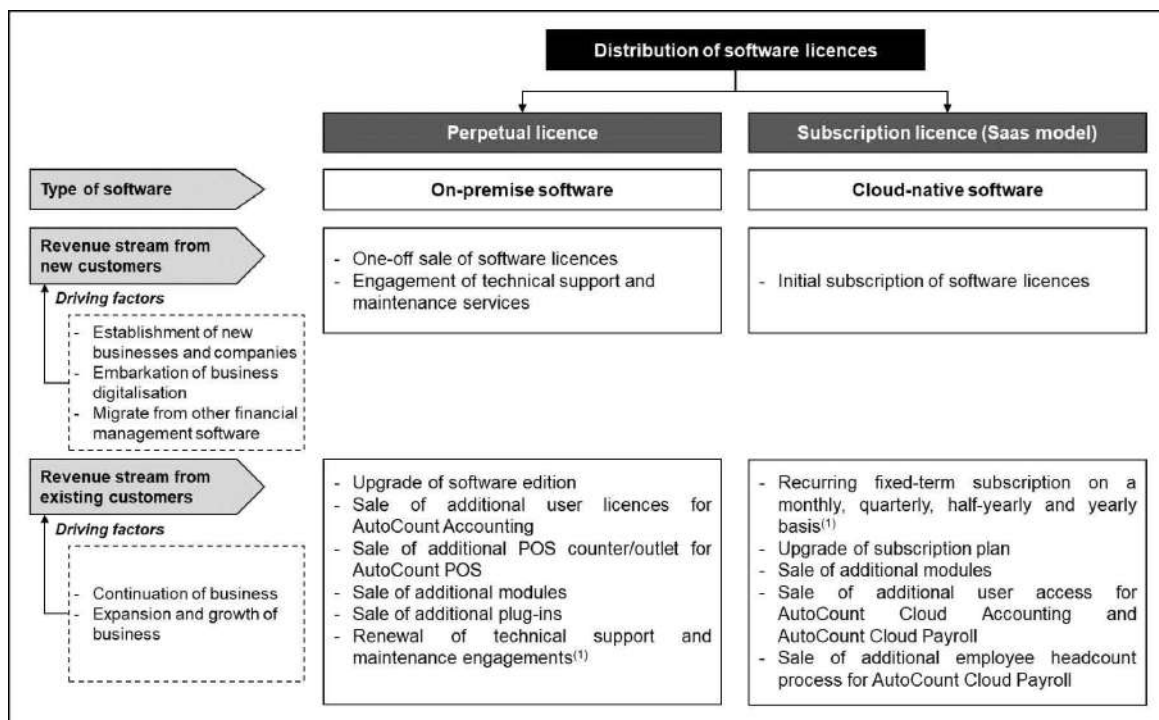 Distribution of software licences
Perpetual licence
Subscription licence (Saas model)
Type of software
On-premise software
Cloud-native software
Revenue stream from
new customers
- One-off sale of software licences
- Engagement of technical support and
maintenance services
- Initial subscription of software licences
Driving factors
- Establishment of new
businesses and companies
- Embarkation of business
digitalisation
- Migrate from other financial
management software
Revenue stream from
existing customers
- Upgrade of software edition
- Sale of additional user licences for
AutoCount Accounting
- Sale of additional POS counter/outlet for
AutoCount POS
- Sale of additional modules
- Sale of additional plug-ins
- Renewal of technical support and
maintenance engagements(1)
- Recurring fixed-term subscription on a
monthly, quarterly, half-yearly and yearly
basis(1)
- Upgrade of subscription plan
- Sale of additional modules
- Sale of additional user access for
AutoCount Cloud Accounting and
AutoCount Cloud Payroll
- Sale of additional employee headcount
process for AutoCount Cloud Payroll
Driving factors
- Continuation of business
- Expansion and growth of
business